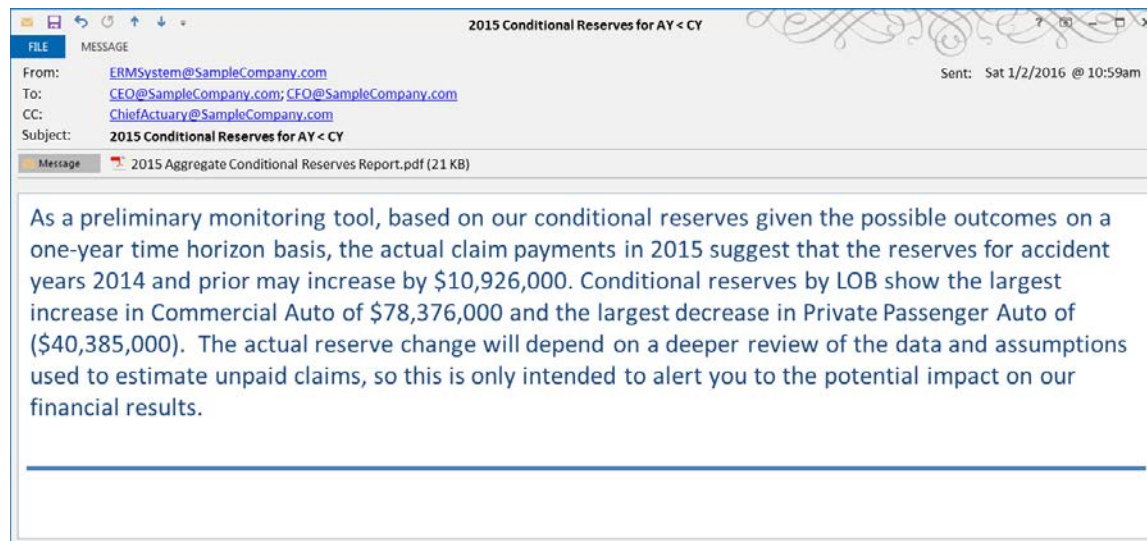 2015 Conditional Reserves for AY < CY
FILE MESSAGE
From: ERMSystem@SampleCompany.com Sent: Sat 1/2/2016 @ 10:59am
To: CEO@SampleCompany.com; CFO@SampleCompany.com
CC: ChiefActuary@SampleCompany.com
Subject: 2015 Conditional Reserves for AY < CY
Message 2015 Aggregate Conditional Reserves Report.pdf (21 KB)
As a preliminary monitoring tool, based on our conditional reserves given the possible outcomes on a
one-year time horizon basis, the actual claim payments in 2015 suggest that the reserves for accident
years 2014 and prior may increase by $10,926,000. Conditional reserves by LOB show the largest
increase in Commercial Auto of $78,376,000 and the largest decrease in Private Passenger Auto of
($40,385,000). The actual reserve change will depend on a deeper review of the data and assumptions
used to estimate unpaid claims, so this is only intended to alert you to the potential impact on our
financial results.